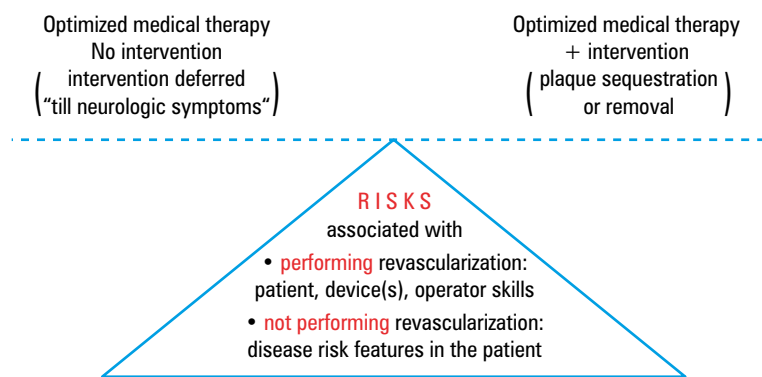 Optimized medical therapy
No intervention
(intervention deferred
“till neurologic symptoms“)
Optimized medical therapy
+ intervention
(plaque sequestration
or removal)
RISKS
associated with
• performing revascularization:
patient, device(s), operator skills
• not performing revascularization:
disease risk features in the patient